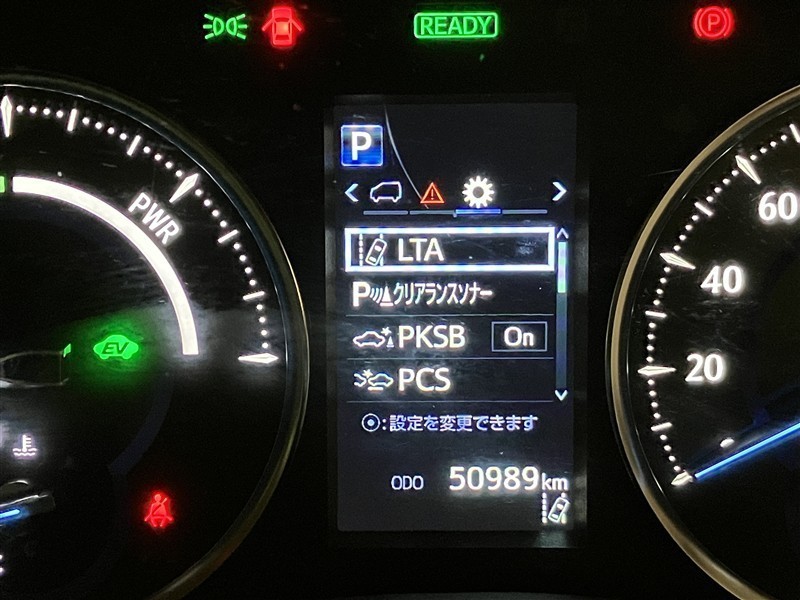 READY
P
P
PWR
LTA
Pクリアランスソナー
PKSB On
PCS
EV
:設定を変更できます
ODO 50989km
60
40
20